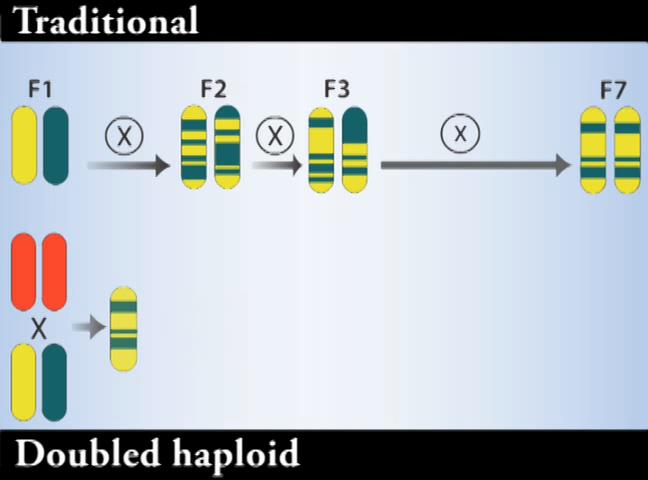 Traditional
F1 F2 F3 F7
X X X
X
Doubled haploid